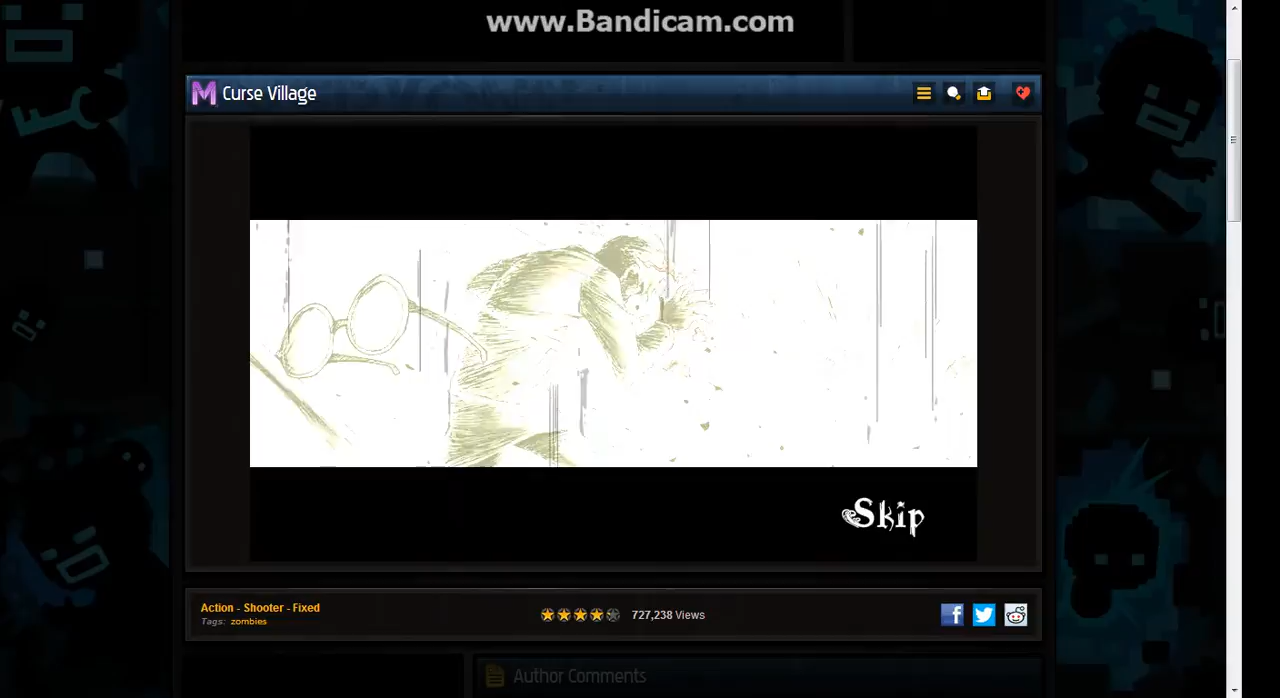 www.Bandicam.com
M Curse Village
Skip
Action - Shooter - Fixed
727,238 Views
Tags: zombies
Author Comments